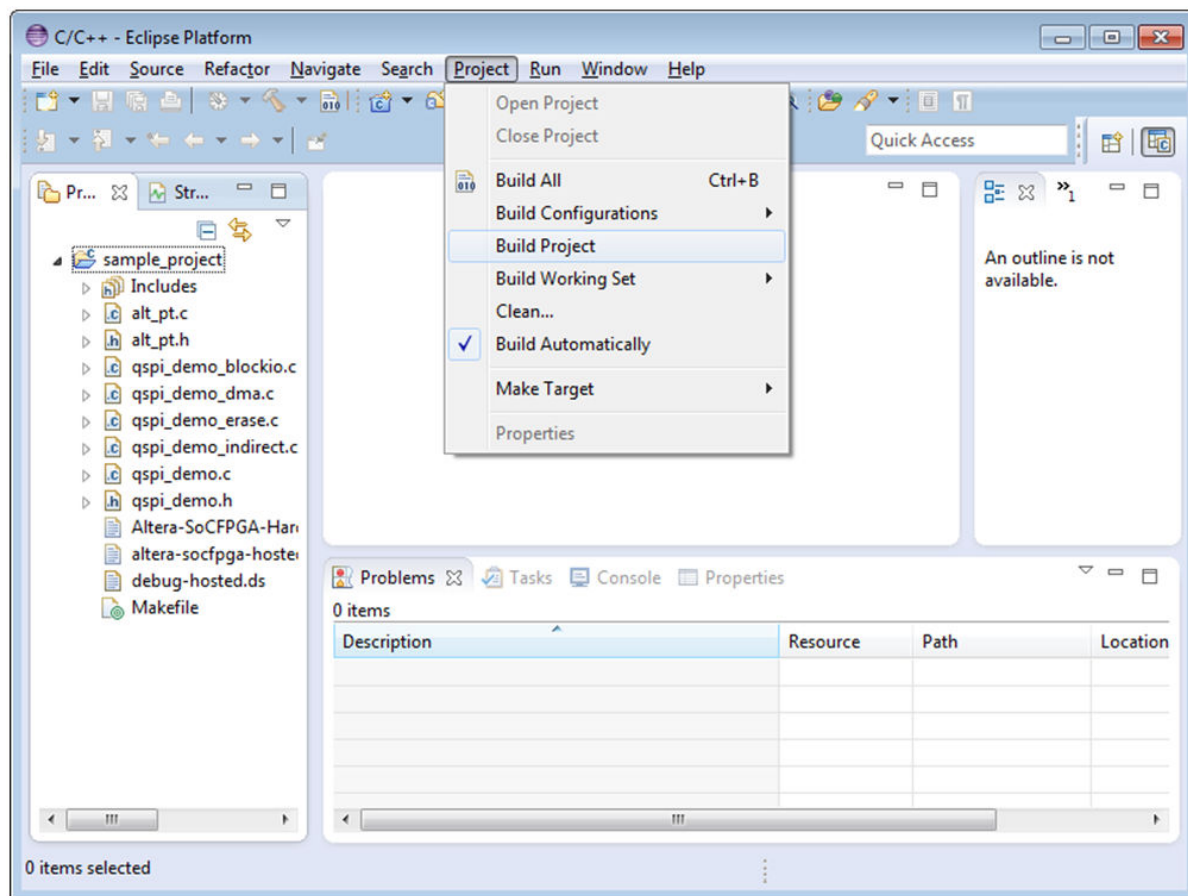 C/C++ - Eclipse Platform
File Edit Source Refactor Navigate Search Project Run Window Help
Quick Access
Open Project
Close Project
Build All Ctrl+B
Build Configurations
Build Project
Build Working Set
Clean...
Build Automatically
Make Target
Properties
Pr... Str...
sample_project
Includes
alt_pt.c
alt_pt.h
qspi_demo_blockio.c
qspi_demo_dma.c
qspi_demo_erase.c
qspi_demo_indirect.c
qspi_demo.c
qspi_demo.h
Altera-SoCFPGA-Har
altera-socfpga-hoste
debug-hosted.ds
Makefile
»1
An outline is not
available.
Problems Tasks Console Properties
0 items
Description Resource Path Location
0 items selected